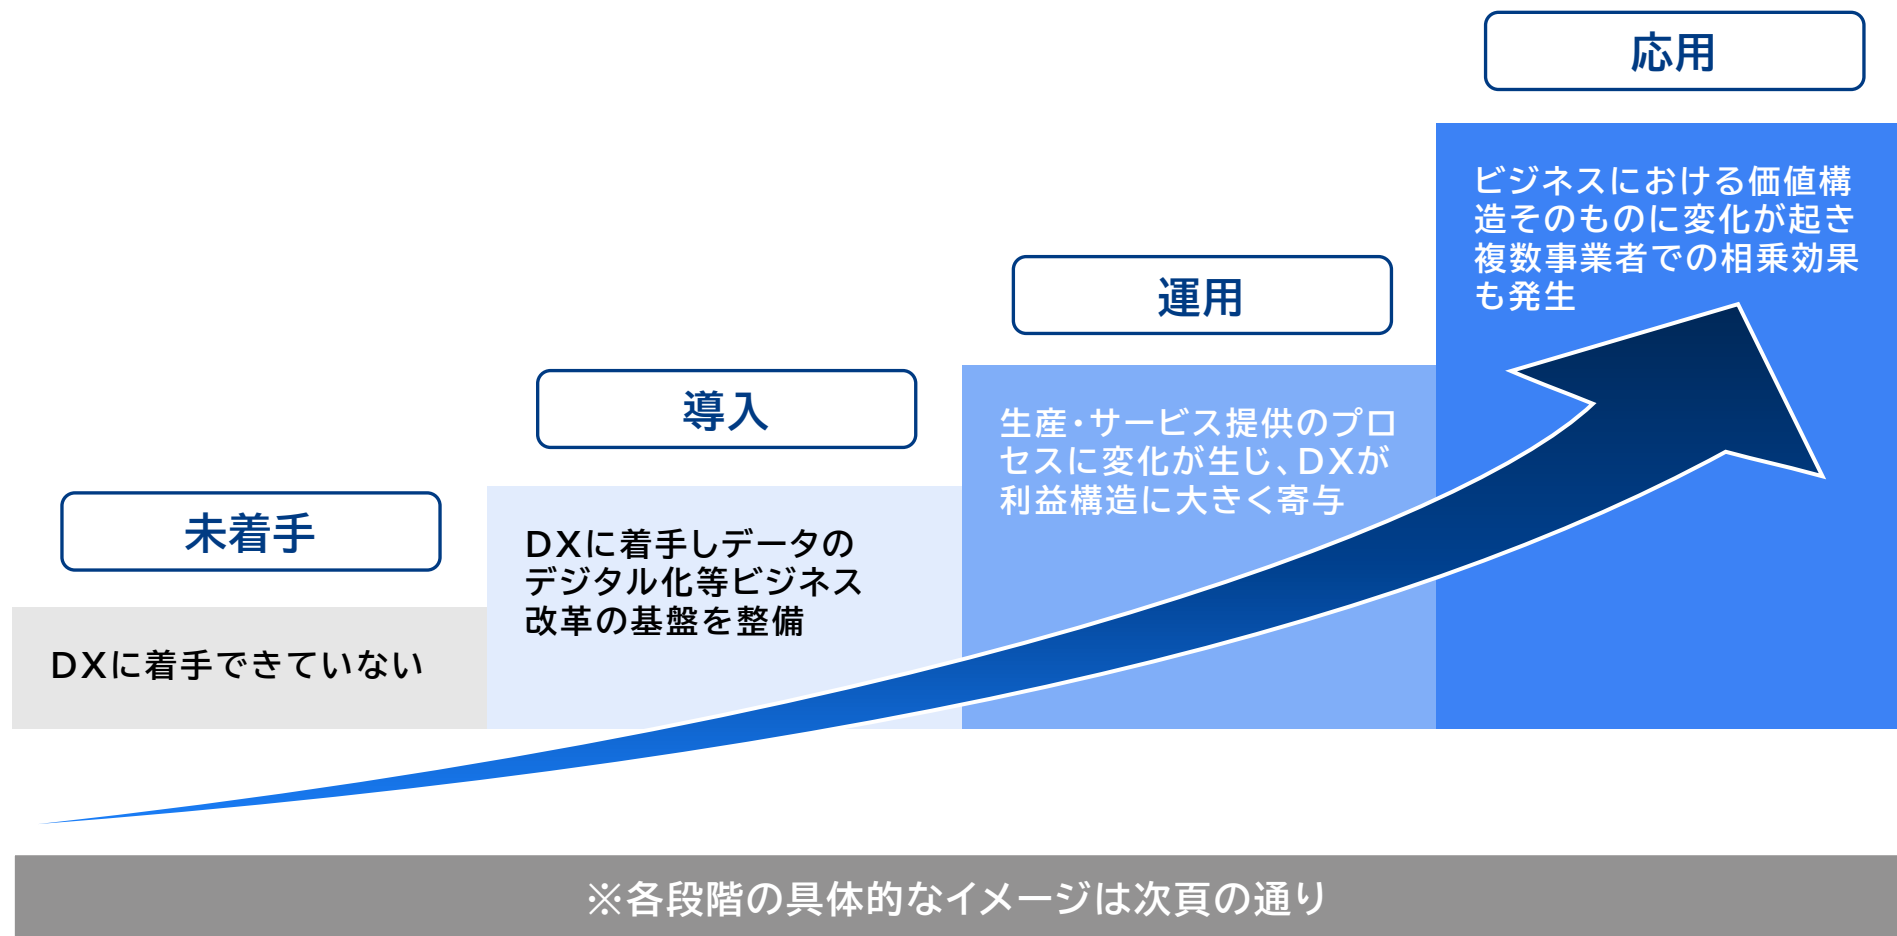 未着手
DXに着手できていない
導入
DXに着手しデータの
デジタル化等ビジネス
改革の基盤を整備
運用
生産・サービス提供のプロ
セスに変化が生じ、DXが
利益構造に大きく寄与
応用
ビジネスにおける価値構
造そのものに変化が起き
複数事業者での相乗効果
も発生
※各段階の具体的なイメージは次頁の通り